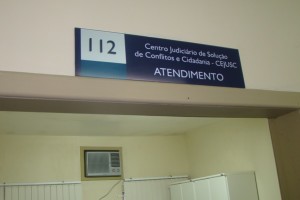 112
Centro Judiciário de Solução
de Conflitos e Cidadania - CEJUSC
ATENDIMENTO